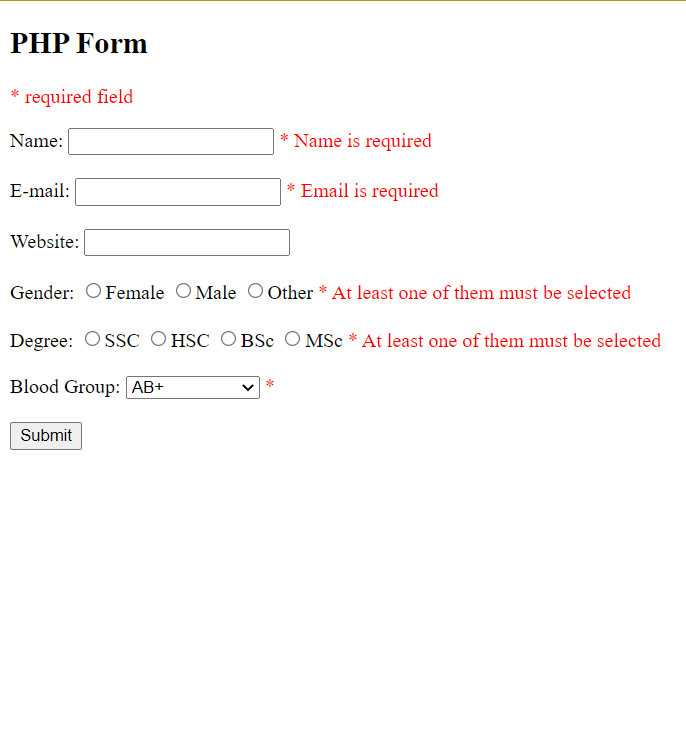 PHP Form
* required field
Name: * Name is required
E-mail: * Email is required
Website:
Gender: Female Male Other * At least one of them must be selected
Degree: SSC HSC BSc MSc * At least one of them must be selected
Blood Group: AB+ *
Submit